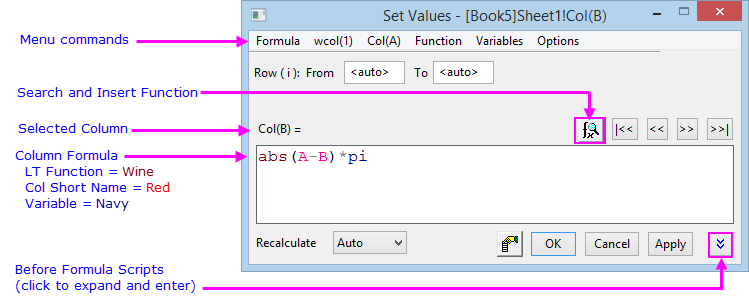 Set Values - [Book5]Sheet1!Col(B)
Menu commands
Formula wcol(1) Col(A) Function Variables Options
Row ( i ): From <auto> To <auto>
Search and Insert Function
Selected Column
Col(B) =
|<< << >> >>|
Column Formula
LT Function = Wine
Col Short Name = Red
Variable = Navy
abs(A-B)*pi
Recalculate Auto OK Cancel Apply
Before Formula Scripts
(click to expand and enter)